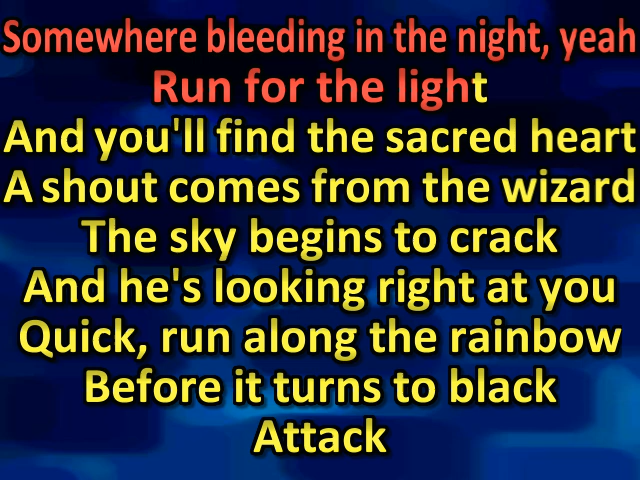 Somewhere bleeding in the night, yeah
Run for the light
And you'll find the sacred heart
A shout comes from the wizard
The sky begins to crack
And he's looking right at you
Quick, run along the rainbow
Before it turns to black
Attack